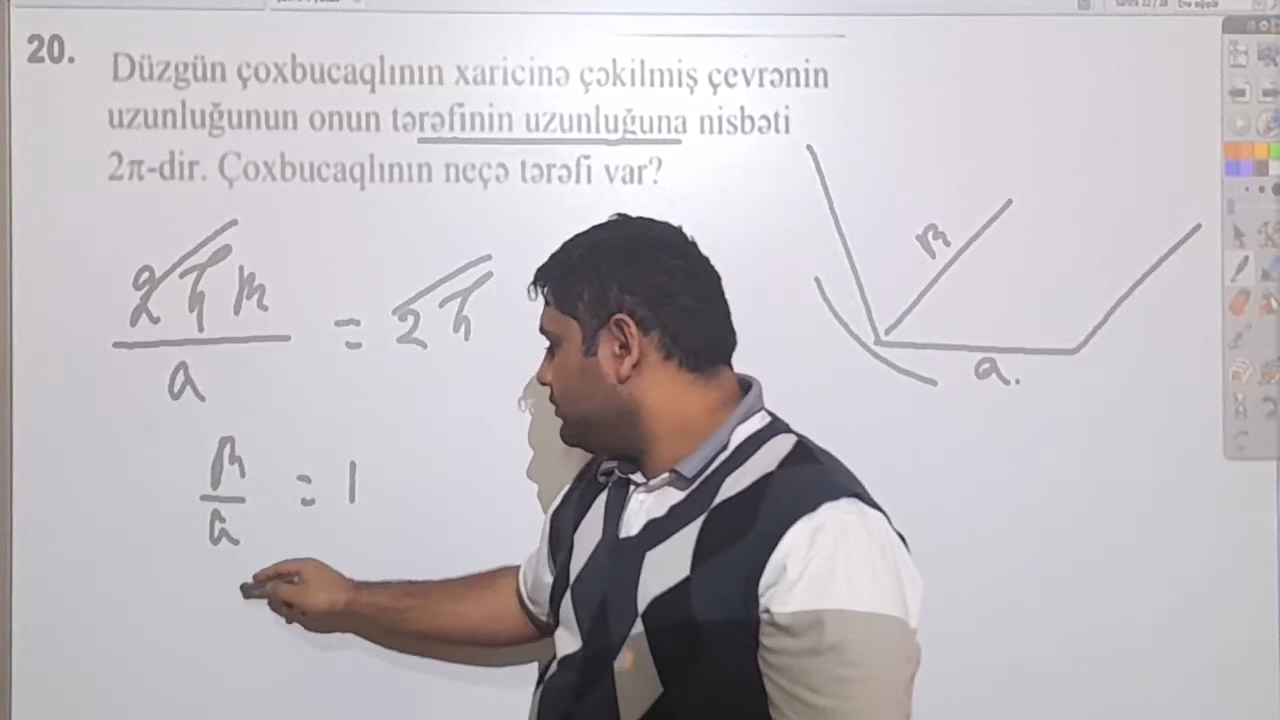 20. Düzgün çoxbucaqlının xaricinə çəkilmiş çevrənin
uzunluğunun onun tərəfinin uzunluğuna nisbəti
2π-dir. Çoxbucaqlının neçə tərəfi var?
2πR / a = 2π
R
a.
R / a = 1